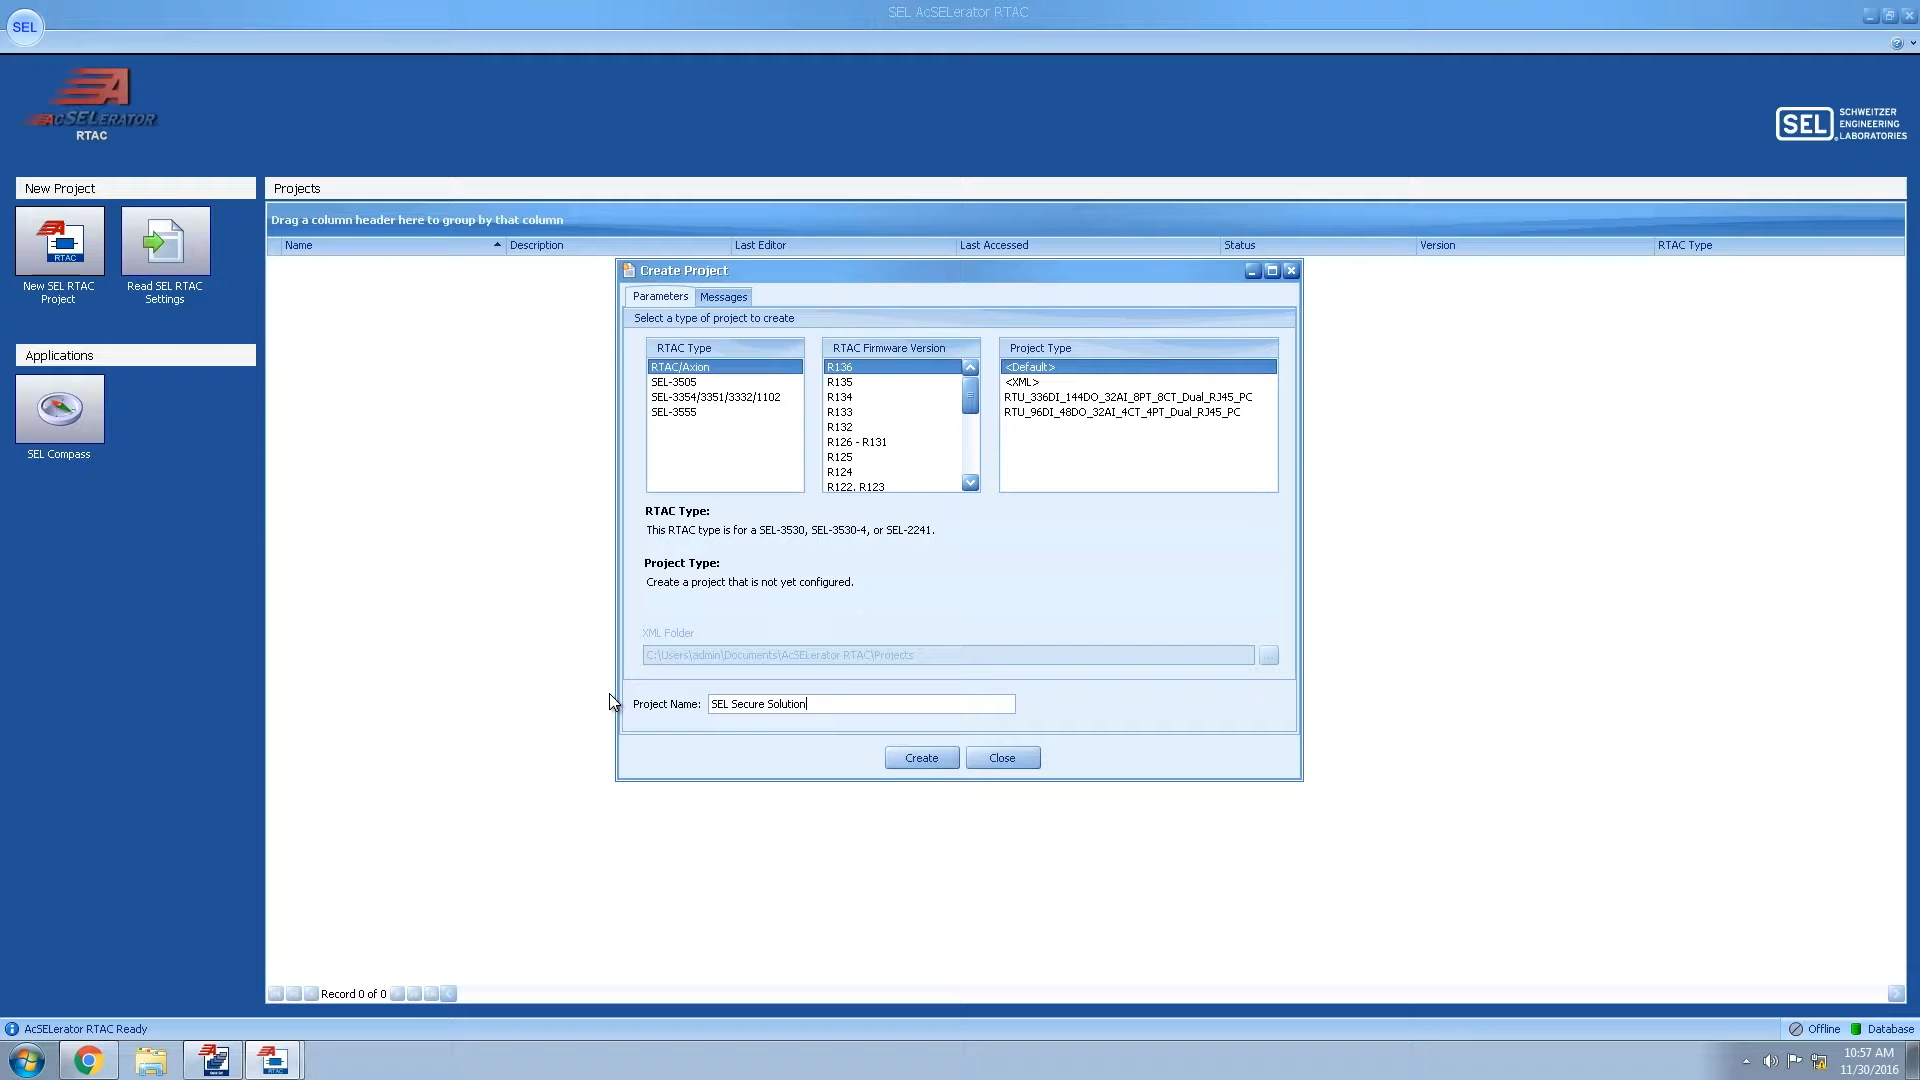 SEL AcSELerator RTAC
SEL
ACSELERATOR
RTAC
SEL
SCHWEITZER
ENGINEERING
LABORATORIES
New Project
RTAC
New SEL RTAC
Project
Read SEL RTAC
Settings
Applications
SEL Compass
Projects
Drag a column header here to group by that column
Name
Description
Last Editor
Last Accessed
Status
Version
RTAC Type
Create Project
Parameters
Messages
Select a type of project to create
RTAC Type
RTAC/Axion
SEL-3505
SEL-3354/3351/3332/1102
SEL-3555
RTAC Firmware Version
R136
R135
R134
R133
R132
R126 - R131
R125
R124
R122, R123
Project Type
<Default>
<XML>
RTU_336DI_144DO_32AI_8PT_8CT_Dual_RJ45_PC
RTU_96DI_48DO_32AI_4CT_4PT_Dual_RJ45_PC
RTAC Type:
This RTAC type is for a SEL-3530, SEL-3530-4, or SEL-2241.
Project Type:
Create a project that is not yet configured.
XML Folder
C:\Users\admin\Documents\AcSELerator RTAC\Projects
...
Project Name:
SEL Secure Solution
Create
Close
Record 0 of 0
AcSELerator RTAC Ready
Offline
Database
RTAC
10:57 AM
11/30/2016